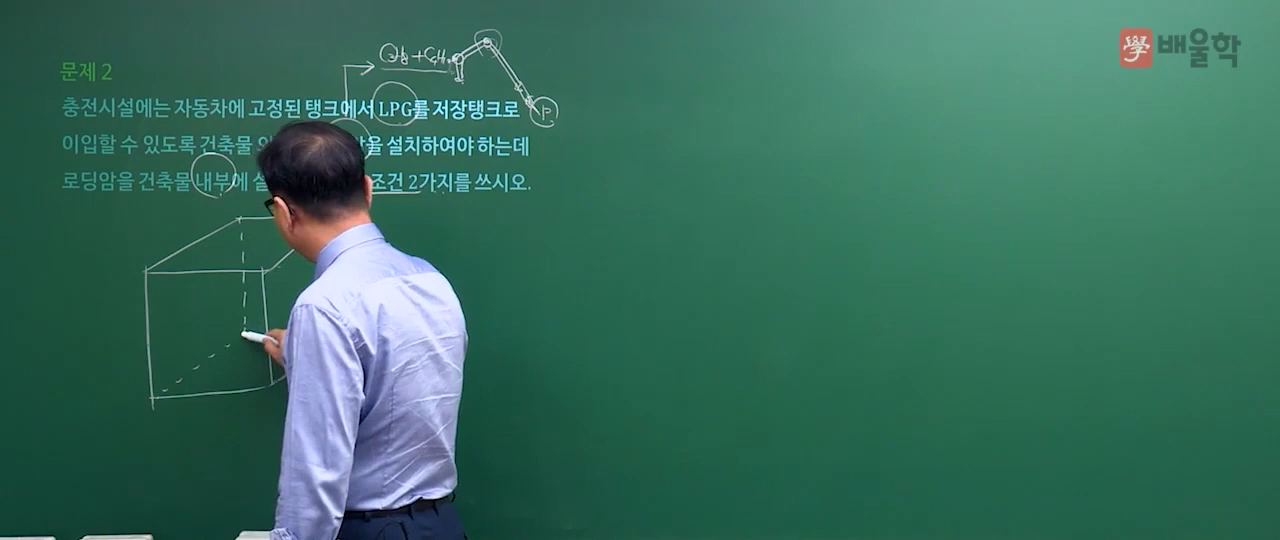 學 배울학
C₃H₈ + C₄H₁₀
문제 2
충전시설에는 자동차에 고정된 탱크에서 LPG를 저장탱크로
P
이입할 수 있도록 건축물 을 설치하여야 하는데
로딩암을 건축물 내부에 조건 2가지를 쓰시오.